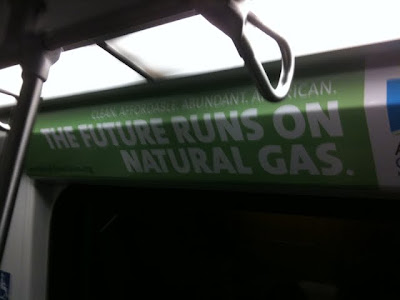 CLEAN. AFFORDABLE. ABUNDANT. AMERICAN.
THE FUTURE RUNS ON
NATURAL GAS.